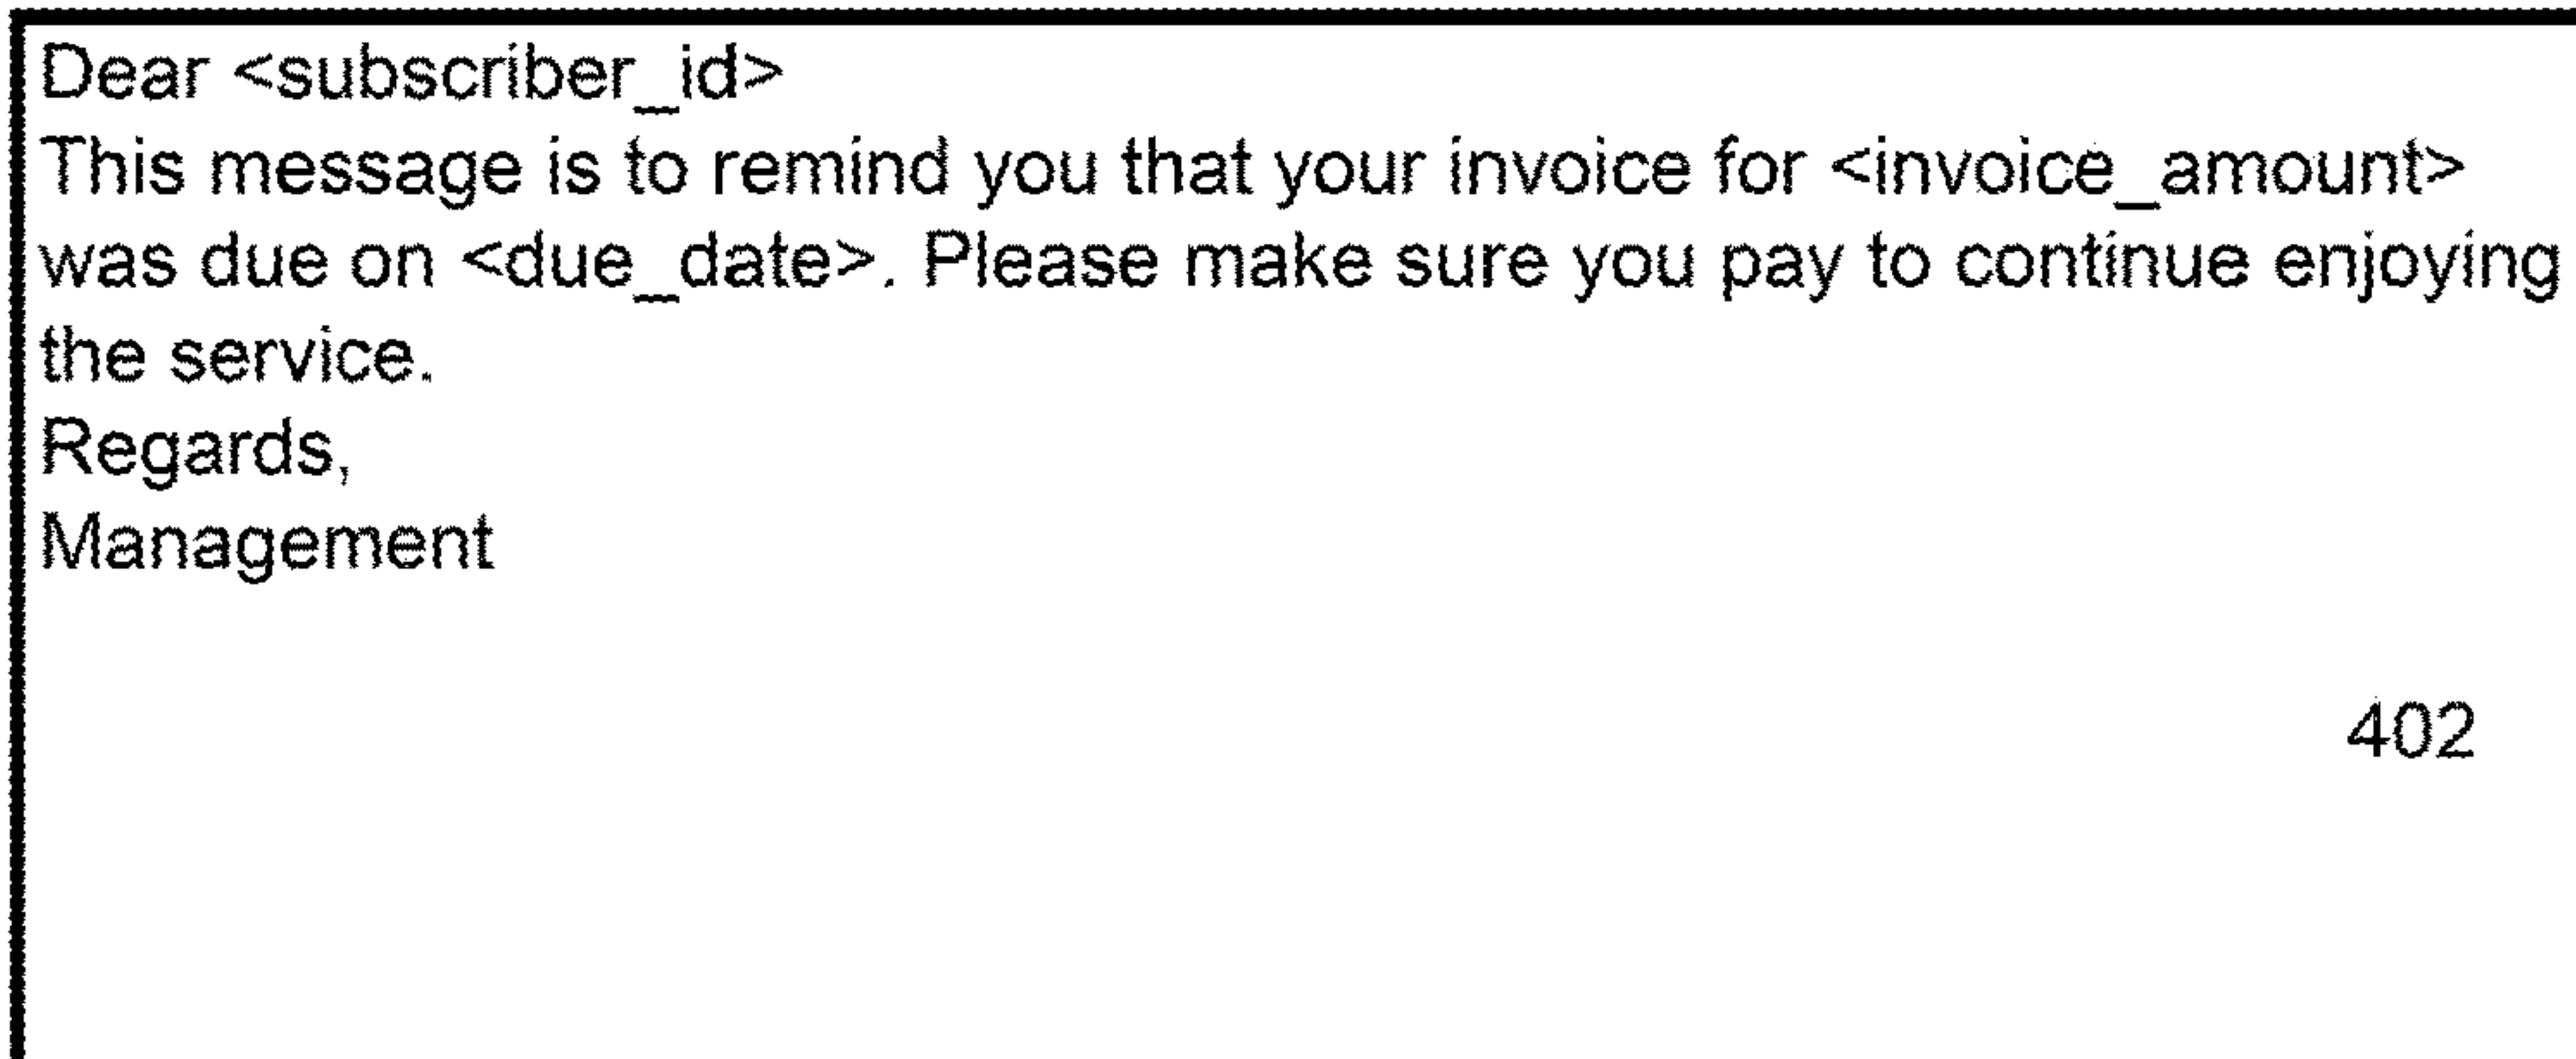 Dear <subscriber_id>
This message is to remind you that your invoice for <invoice_amount>
was due on <due_date>. Please make sure you pay to continue enjoying
the service.
Regards,
Management
402